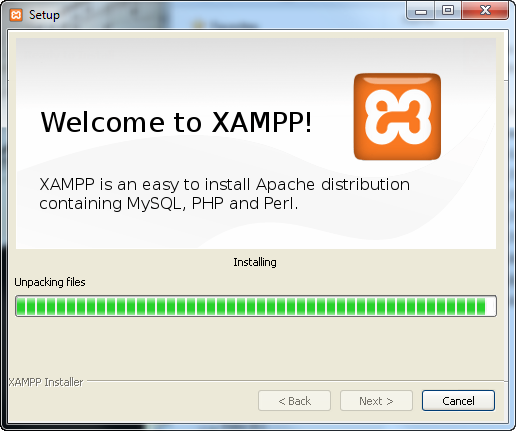 Setup
Welcome to XAMPP!
XAMPP is an easy to install Apache distribution
containing MySQL, PHP and Perl.
Installing
Unpacking files
XAMPP Installer
< Back
Next >
Cancel